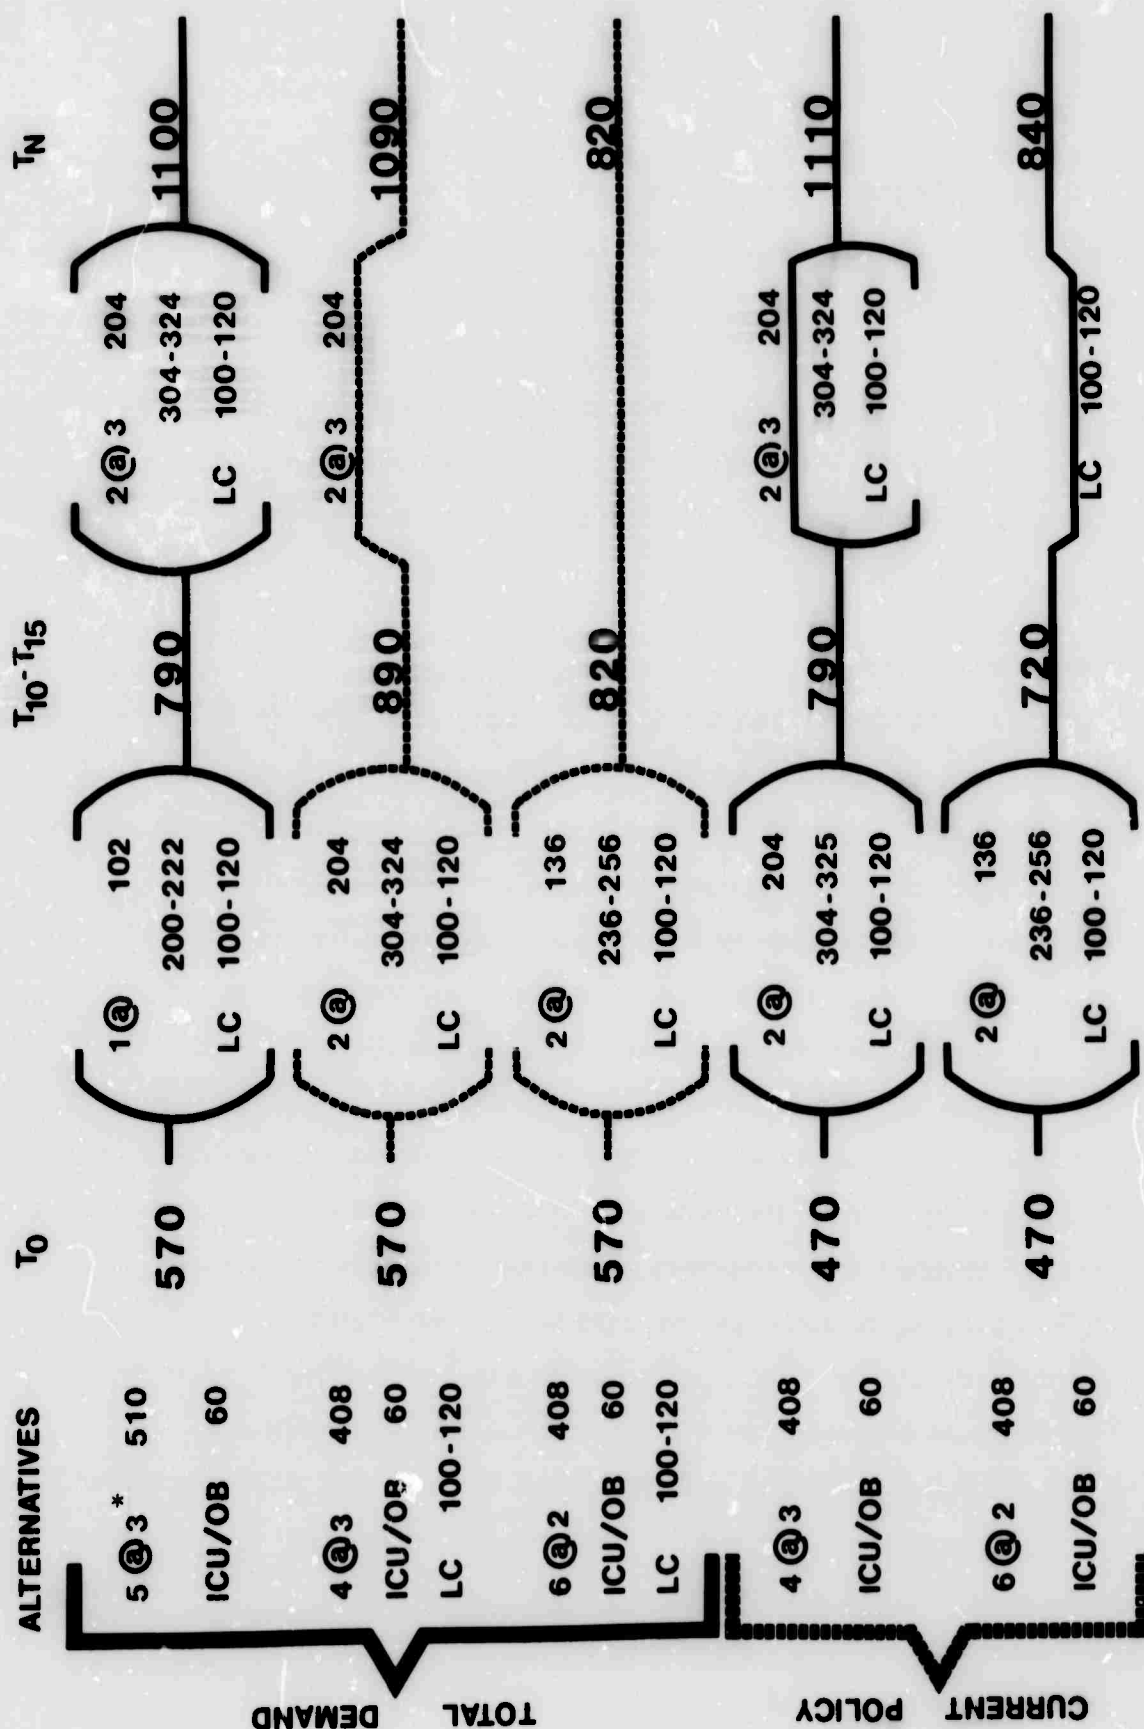 ALTERNATIVES T0 T10-T15 TN
TOTAL DEMAND
5 @ 3* 510
ICU/OB 60
570
1 @ 102
200-222
LC 100-120
790
2 @ 3 204
304-324
LC 100-120
1100
4 @ 3 408
ICU/OB 60
LC 100-120
570
2 @ 204
304-324
LC 100-120
890
2 @ 3 204
1090
6 @ 2 408
ICU/OB 60
LC 100-120
570
2 @ 136
236-256
LC 100-120
820
820
CURRENT POLICY
4 @ 3 408
ICU/OB 60
470
2 @ 204
304-325
LC 100-120
790
2 @ 3 204
304-324
LC 100-120
1110
6 @ 2 408
ICU/OB 60
470
2 @ 136
236-256
LC 100-120
720
LC 100-120
840